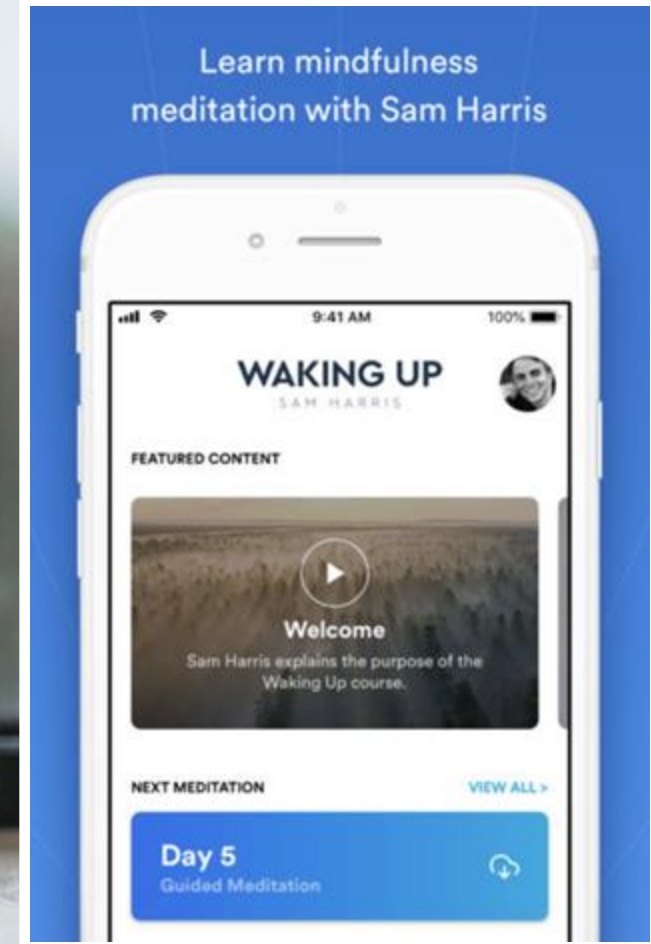 Learn mindfulness
meditation with Sam Harris
9:41 AM
100%
WAKING UP
SAM HARRIS
FEATURED CONTENT
Welcome
Sam Harris explains the purpose of the
Waking Up course.
NEXT MEDITATION
VIEW ALL >
Day 5
Guided Meditation